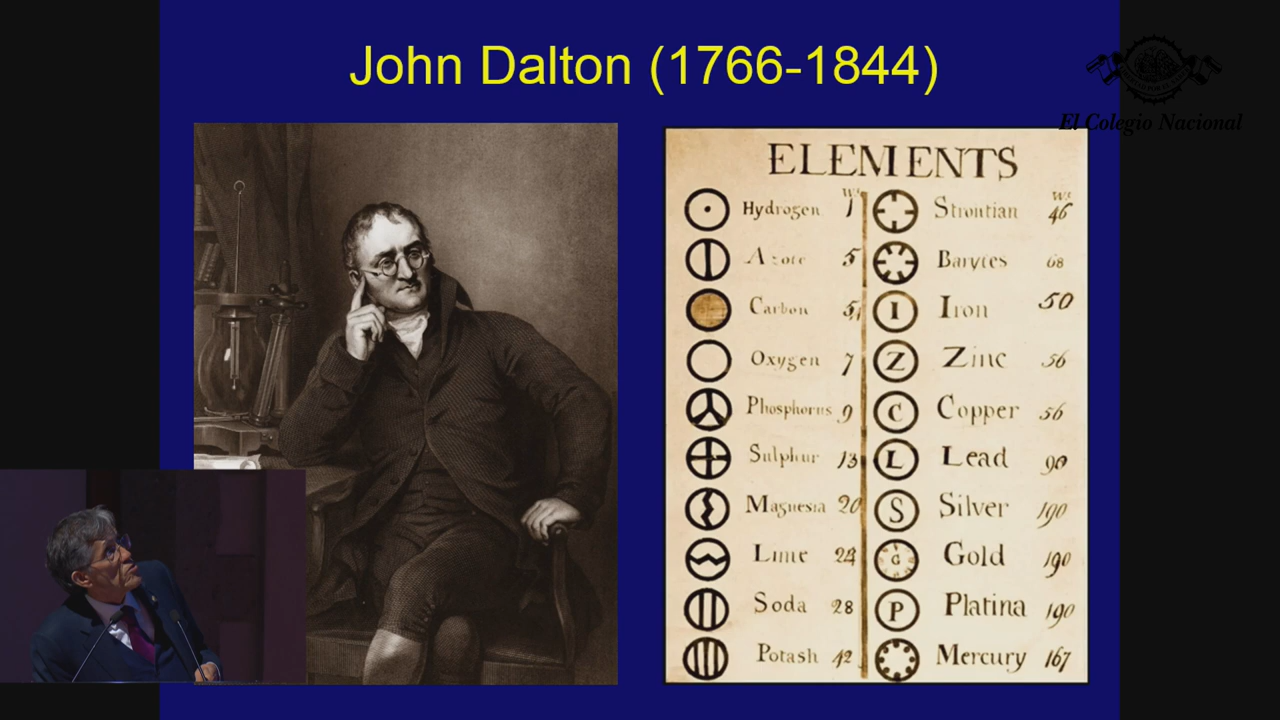 John Dalton (1766-1844)
El Colegio Nacional
ELEMENTS
Hydrogen 1
Azote 5
Carbon 5
Oxygen 7
Phosphorus 9
Sulphur 13
Magnesia 20
Lime 24
Soda 28
Potash 42
Strontian 46
Barytes 68
I Iron 50
Z Zinc 56
C Copper 56
L Lead 90
S Silver 190
G Gold 190
P Platina 190
Mercury 167